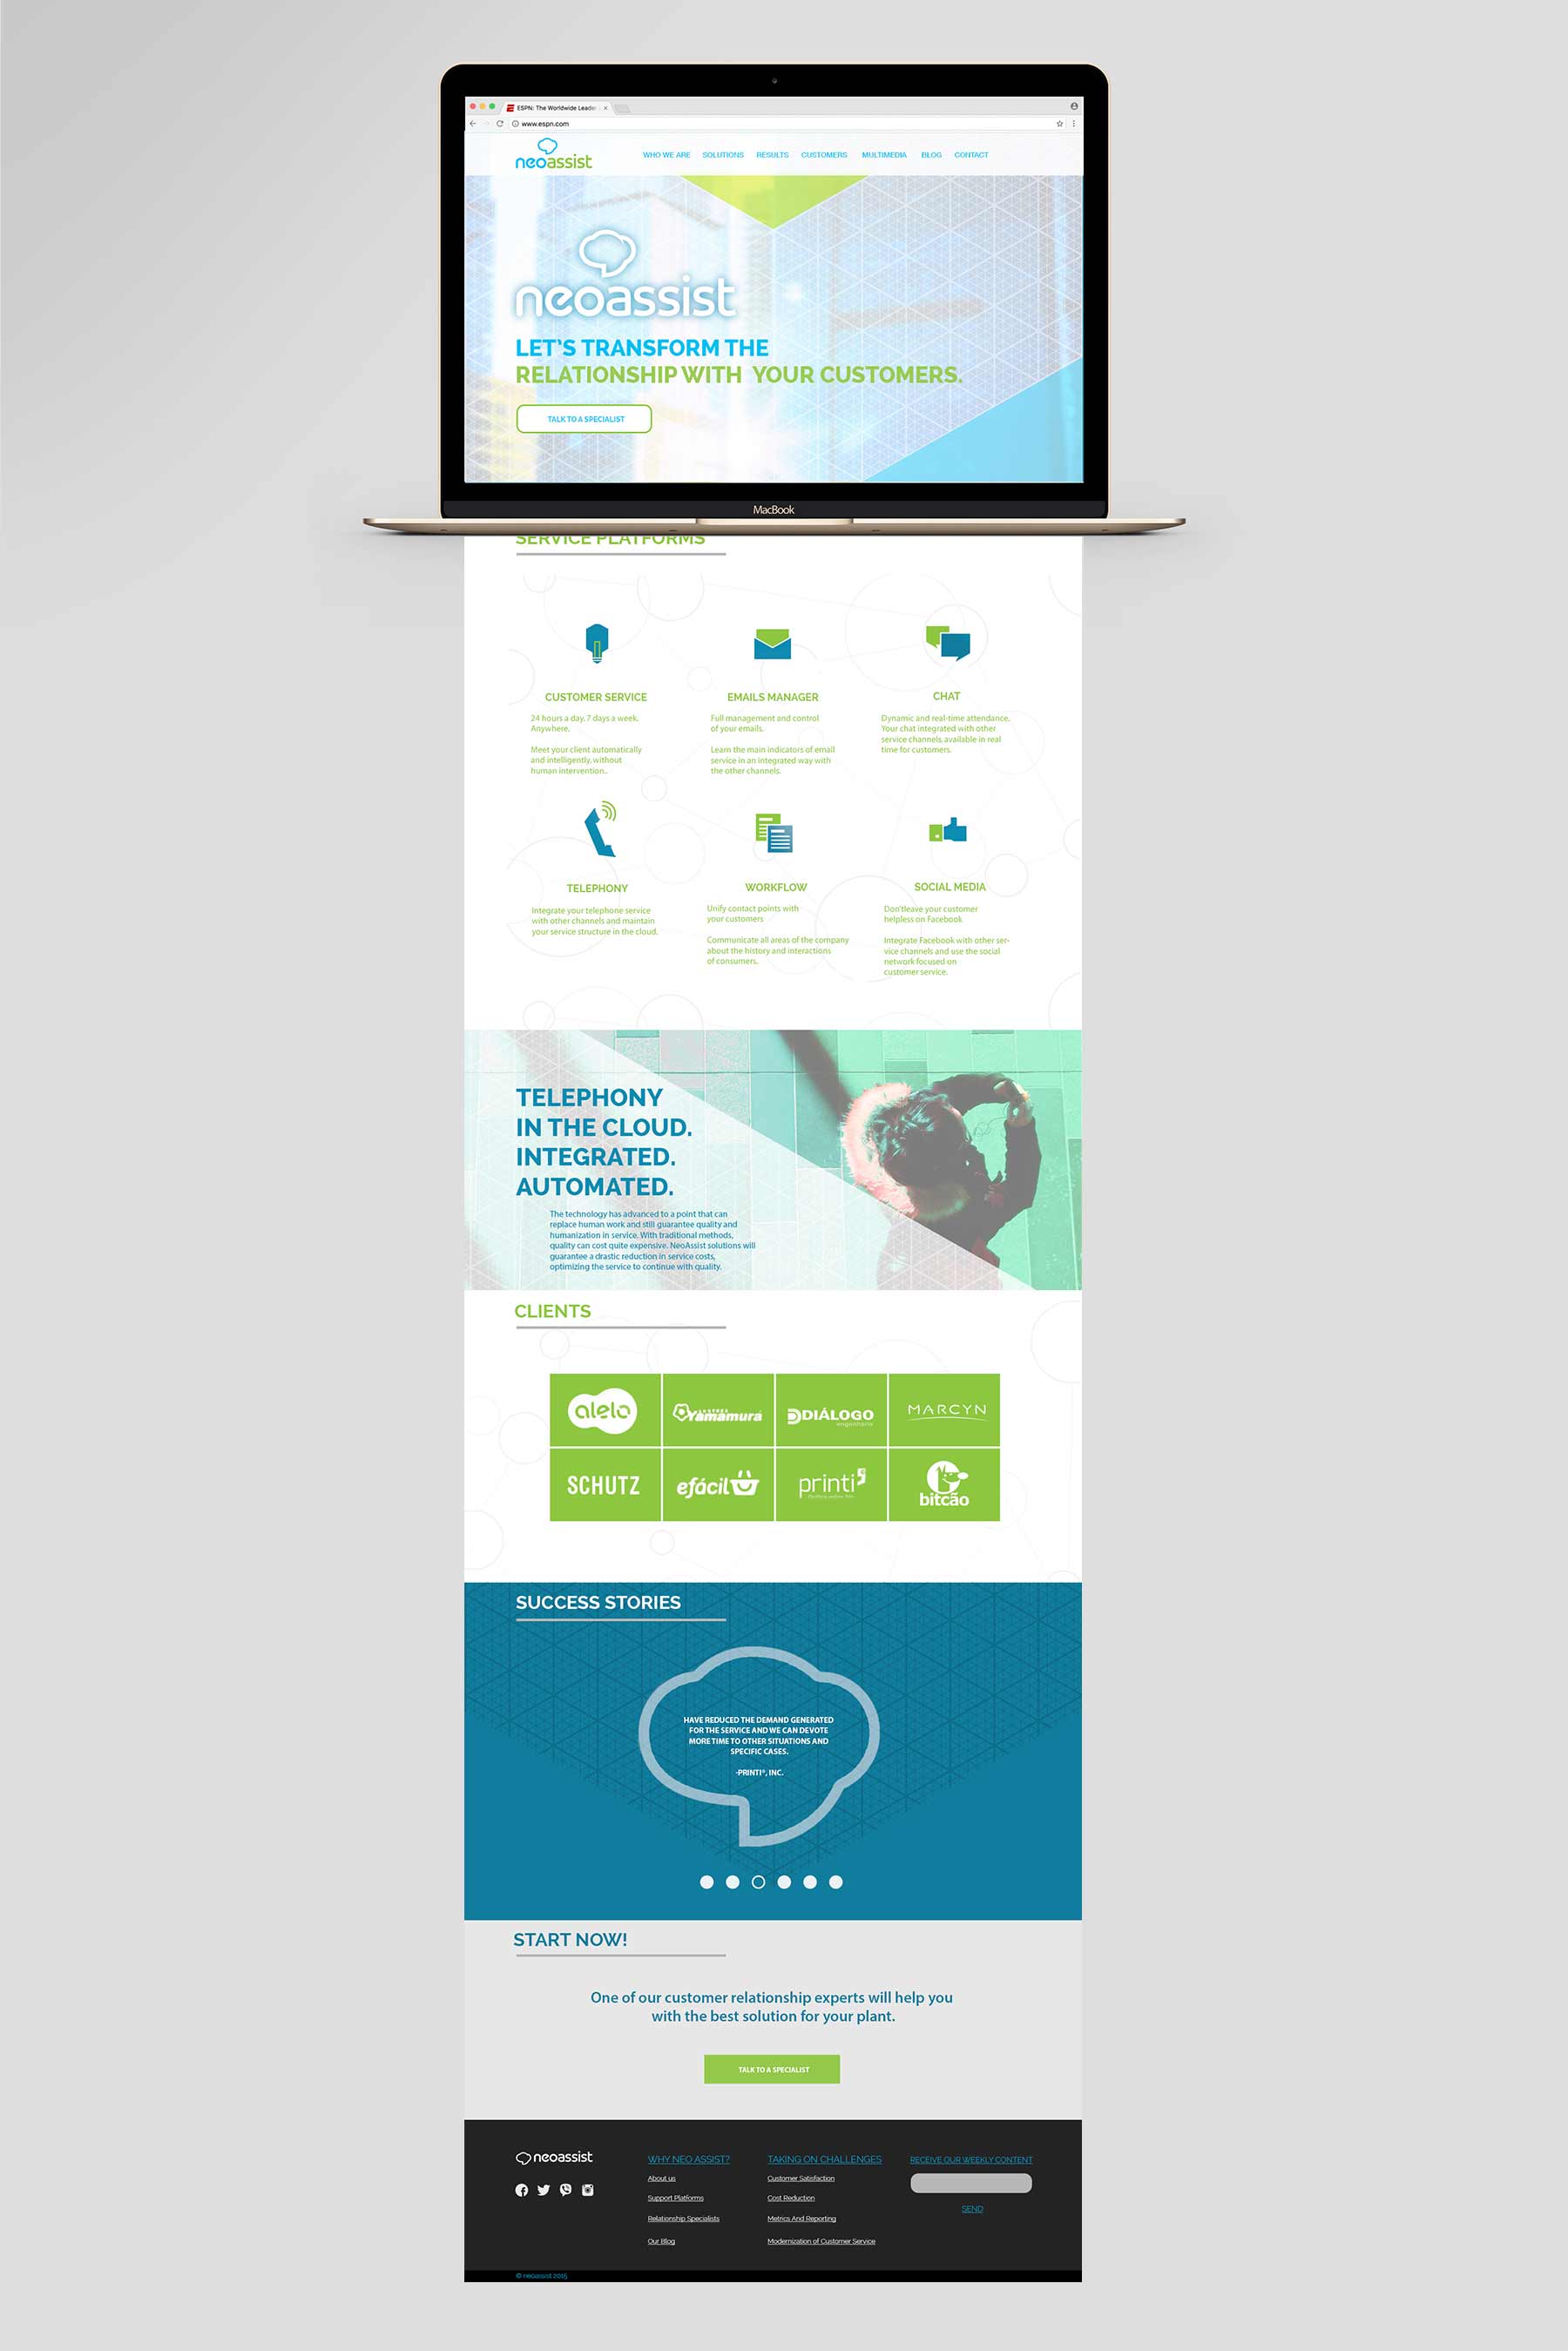 ESPN: The Worldwide Leader
www.espn.com
neoassist
WHO WE ARE SOLUTIONS RESULTS CUSTOMERS MULTIMEDIA BLOG CONTACT
neoassist
LET'S TRANSFORM THE
RELATIONSHIP WITH YOUR CUSTOMERS.
TALK TO A SPECIALIST
MacBook
SERVICE PLATFORMS
CUSTOMER SERVICE
24 hours a day, 7 days a week.
Anywhere.
Meet your client automatically
and intelligently, without
human intervention..
EMAILS MANAGER
Full management and control
of your emails.
Learn the main indicators of email
service in an integrated way with
the other channels.
CHAT
Dynamic and real-time attendance.
Your chat integrated with other
service channels, available in real
time for customers.
TELEPHONY
Integrate your telephone service
with other channels and maintain
your service structure in the cloud.
WORKFLOW
Unify contact points with
your customers
Communicate all areas of the company
about the history and interactions
of consumers.
SOCIAL MEDIA
Don'tleave your customer
helpless on Facebook
Integrate Facebook with other ser-
vice channels and use the social
network focused on
customer service.
TELEPHONY
IN THE CLOUD.
INTEGRATED.
AUTOMATED.
The technology has advanced to a point that can
replace human work and still guarantee quality and
humanization in service. With traditional methods,
quality can cost quite expensive. NeoAssist solutions will
guarantee a drastic reduction in service costs,
optimizing the service to continue with quality.
CLIENTS
alelo
Yamamura
DIÁLOGO
engenharia
MARCYN
SCHUTZ
efácil
printi
bitcão
SUCCESS STORIES
HAVE REDUCED THE DEMAND GENERATED
FOR THE SERVICE AND WE CAN DEVOTE
MORE TIME TO OTHER SITUATIONS AND
SPECIFIC CASES.
-PRINTI®, INC.
START NOW!
One of our customer relationship experts will help you
with the best solution for your plant.
TALK TO A SPECIALIST
neoassist
WHY NEO ASSIST?
About us
Support Platforms
Relationship Specialists
Our Blog
TAKING ON CHALLENGES
Customer Satisfaction
Cost Reduction
Metrics And Reporting
Modernization of Customer Service
RECEIVE OUR WEEKLY CONTENT
SEND
© neoassist 2015